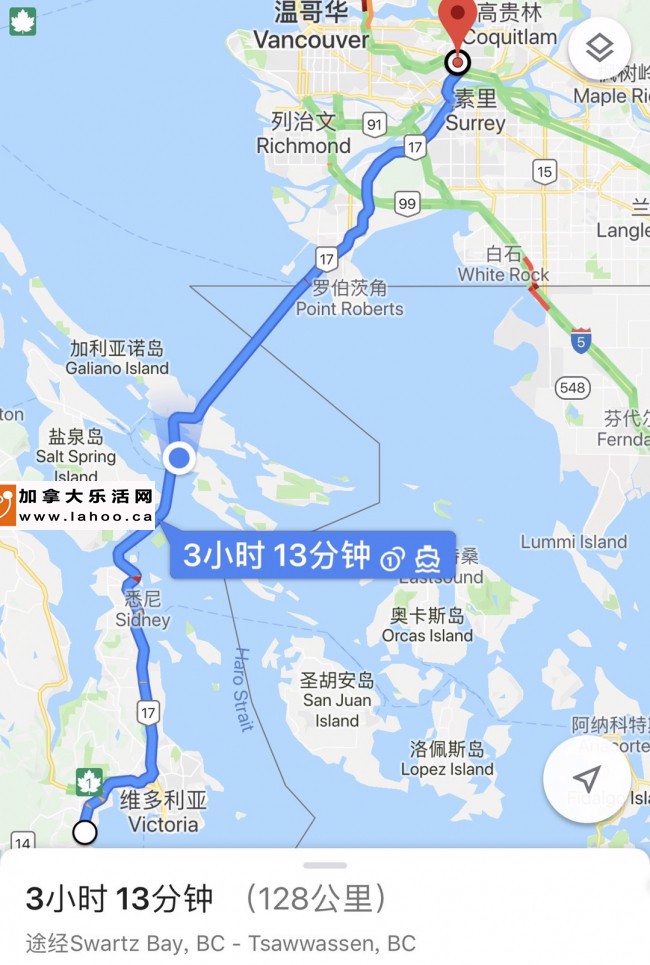 温哥华
Vancouver
高贵林
Coquitlam
Maple Ri
素里
Surrey
列治文
Richmond
91
17
15
99
兰
Langle
17
白石
White Rock
罗伯茨角
Point Roberts
5
548
加利亚诺岛
Galiano Island
芬代尔
Fernda
ton
盐泉岛
Salt Spring
Island
加拿大乐活网
www.lahoo.ca
3小时 13分钟 1
Lummi Island
特桑
Eastsound
悉尼
Sidney
奥卡斯岛
Orcas Island
Haro Strait
圣胡安岛
San Juan
Island
17
洛佩斯岛
Lopez Island
阿纳科特斯
Anacorte
1
维多利亚
Victoria
Fidalgo Isla
14
3小时 13分钟 （128公里）
途经Swartz Bay, BC - Tsawwassen, BC